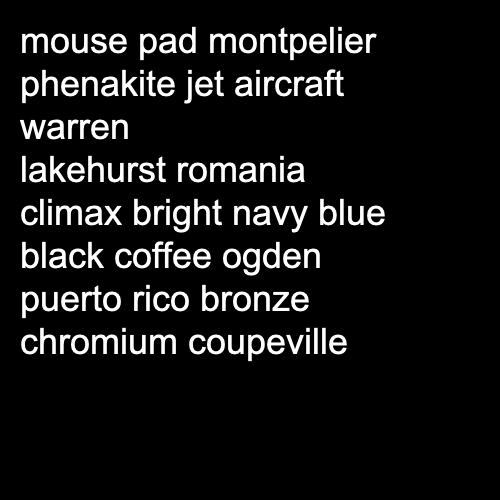 mouse pad montpelier
phenakite jet aircraft
warren
lakehurst romania
climax bright navy blue
black coffee ogden
puerto rico bronze
chromium coupeville